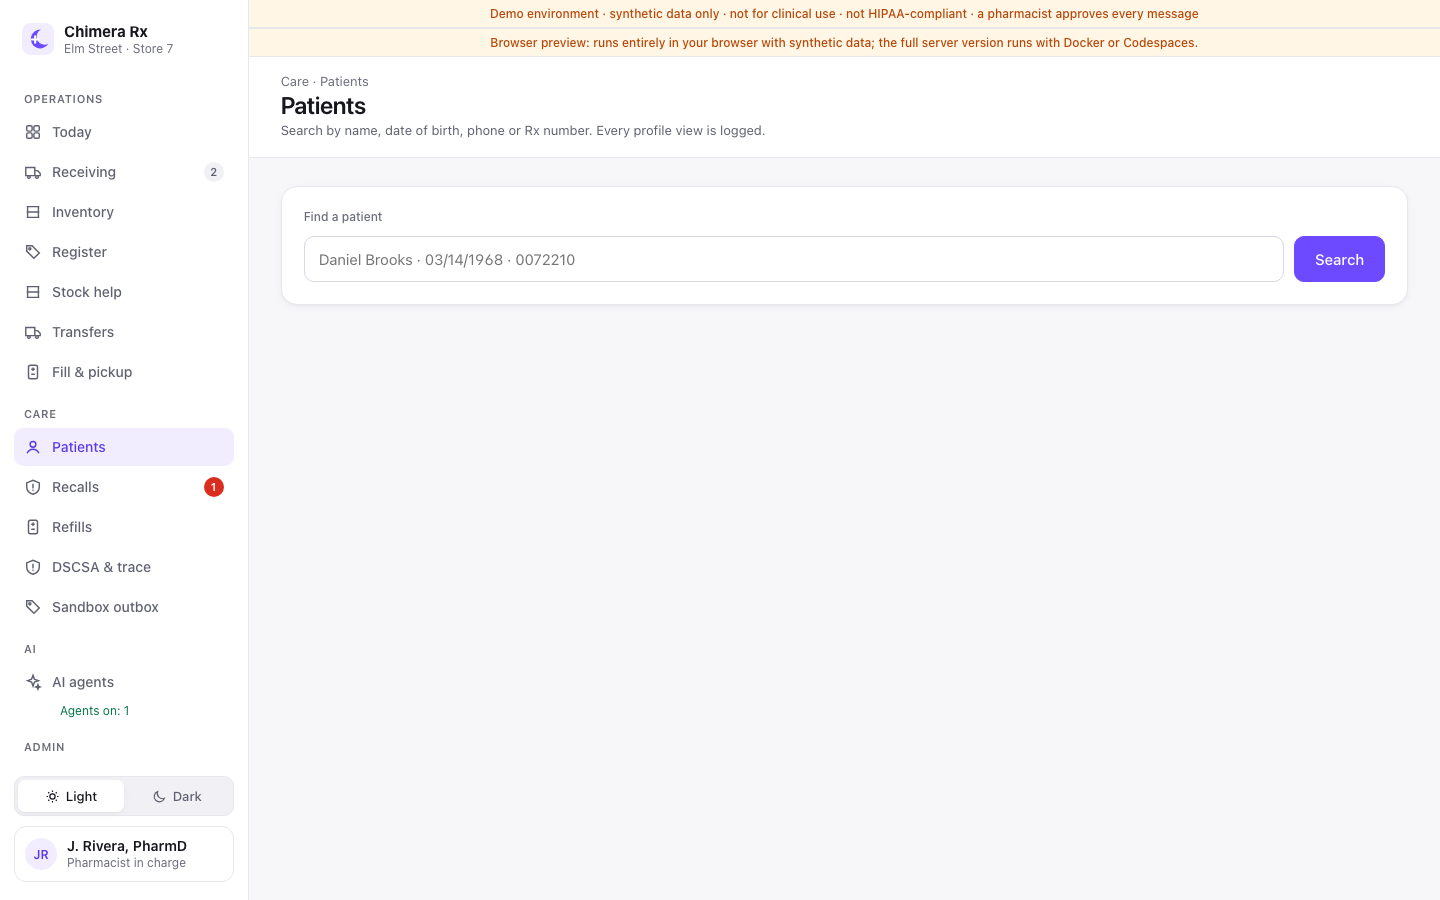 Chimera Rx
Elm Street · Store 7
OPERATIONS
Today
Receiving 2
Inventory
Register
Stock help
Transfers
Fill & pickup
CARE
Patients
Recalls 1
Refills
DSCSA & trace
Sandbox outbox
AI
AI agents
Agents on: 1
ADMIN
Light Dark
JR
J. Rivera, PharmD
Pharmacist in charge
Demo environment · synthetic data only · not for clinical use · not HIPAA-compliant · a pharmacist approves every message
Browser preview: runs entirely in your browser with synthetic data; the full server version runs with Docker or Codespaces.
Care · Patients
Patients
Search by name, date of birth, phone or Rx number. Every profile view is logged.
Find a patient
Daniel Brooks · 03/14/1968 · 0072210
Search